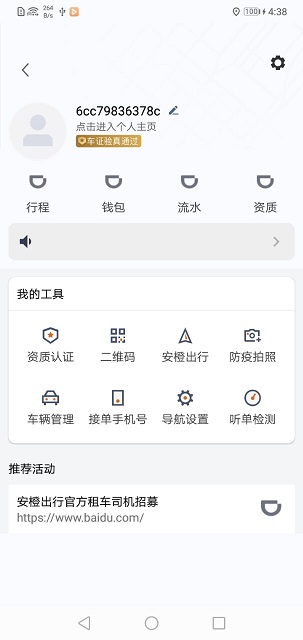 264
B/s
100
4:38
6cc79836378c
点击进入个人主页
车证验真通过
行程 钱包 流水 资质
我的工具
资质认证 二维码 安橙出行 防疫拍照
车辆管理 接单手机号 导航设置 听单检测
推荐活动
安橙出行官方租车司机招募
https://www.baidu.com/